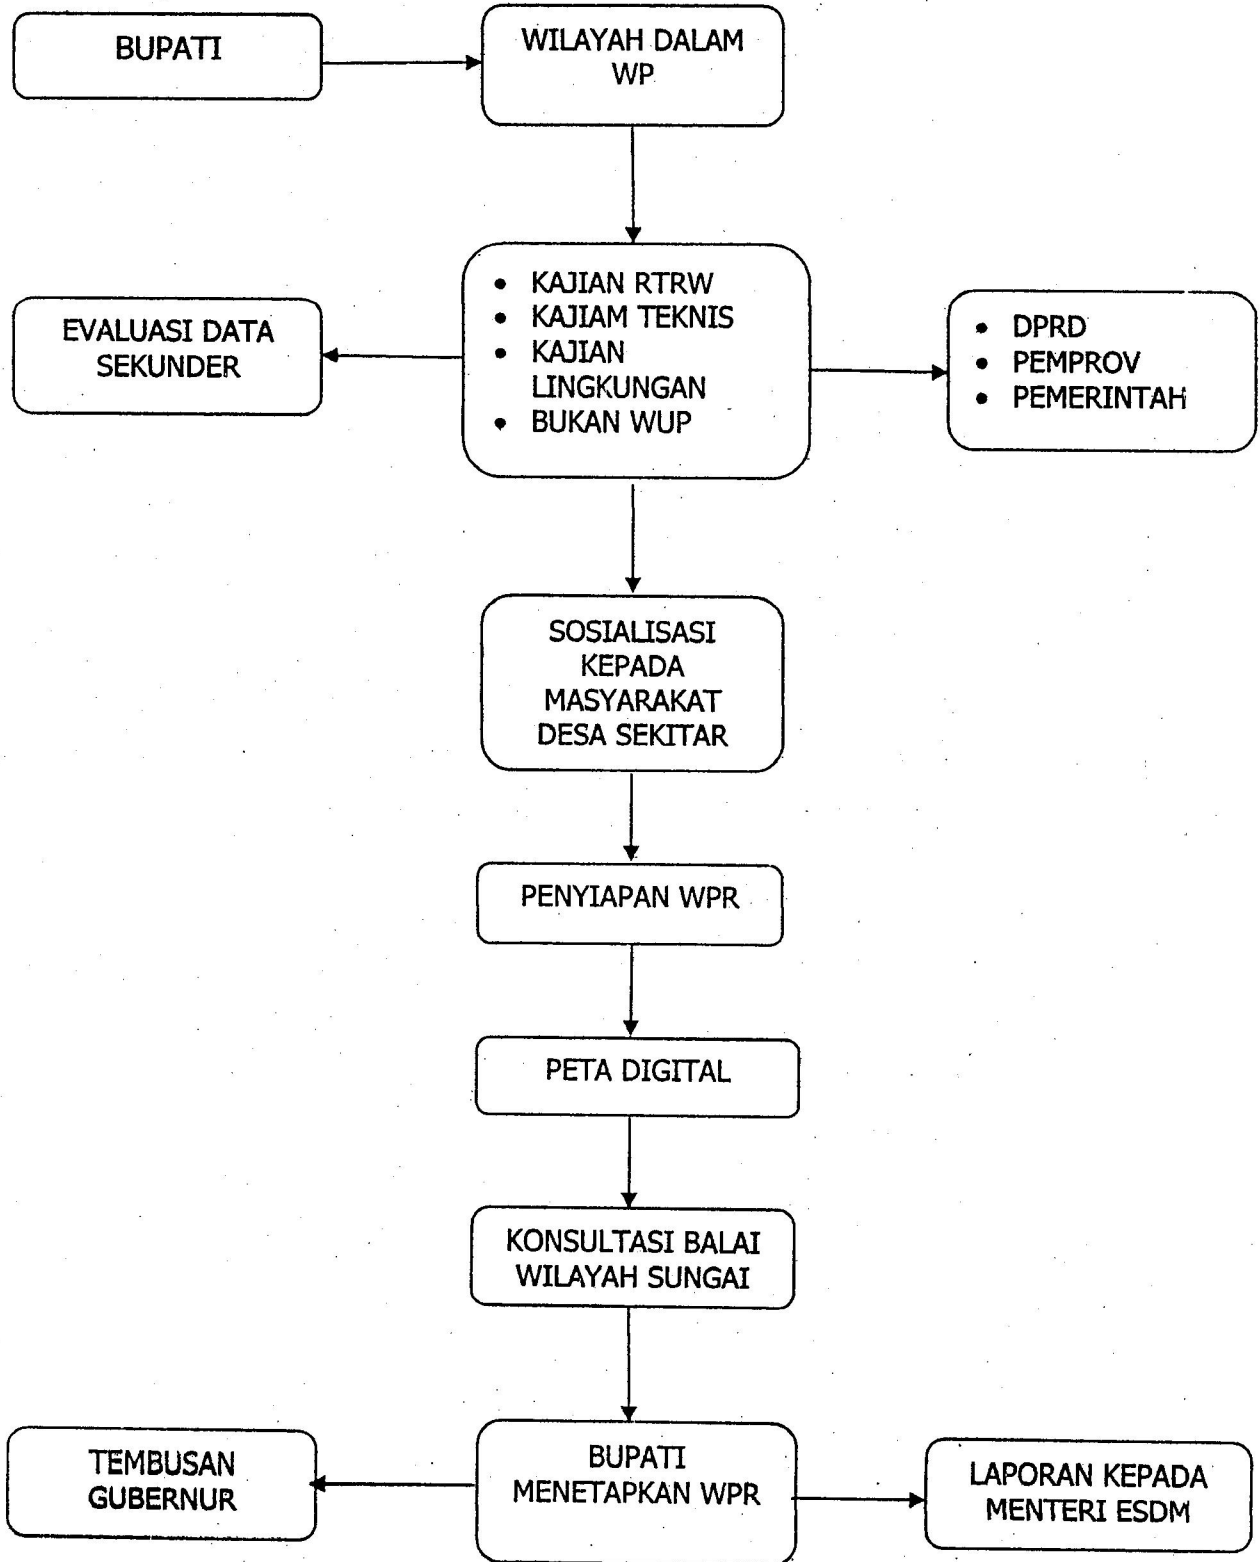 BUPATI
WILAYAH DALAM
WP
• KAJIAN RTRW
• KAJIAM TEKNIS
• KAJIAN
LINGKUNGAN
• BUKAN WUP
EVALUASI DATA
SEKUNDER
• DPRD
• PEMPROV
• PEMERINTAH
SOSIALISASI
KEPADA
MASYARAKAT
DESA SEKITAR
PENYIAPAN WPR
PETA DIGITAL
KONSULTASI BALAI
WILAYAH SUNGAI
TEMBUSAN
GUBERNUR
BUPATI
MENETAPKAN WPR
LAPORAN KEPADA
MENTERI ESDM